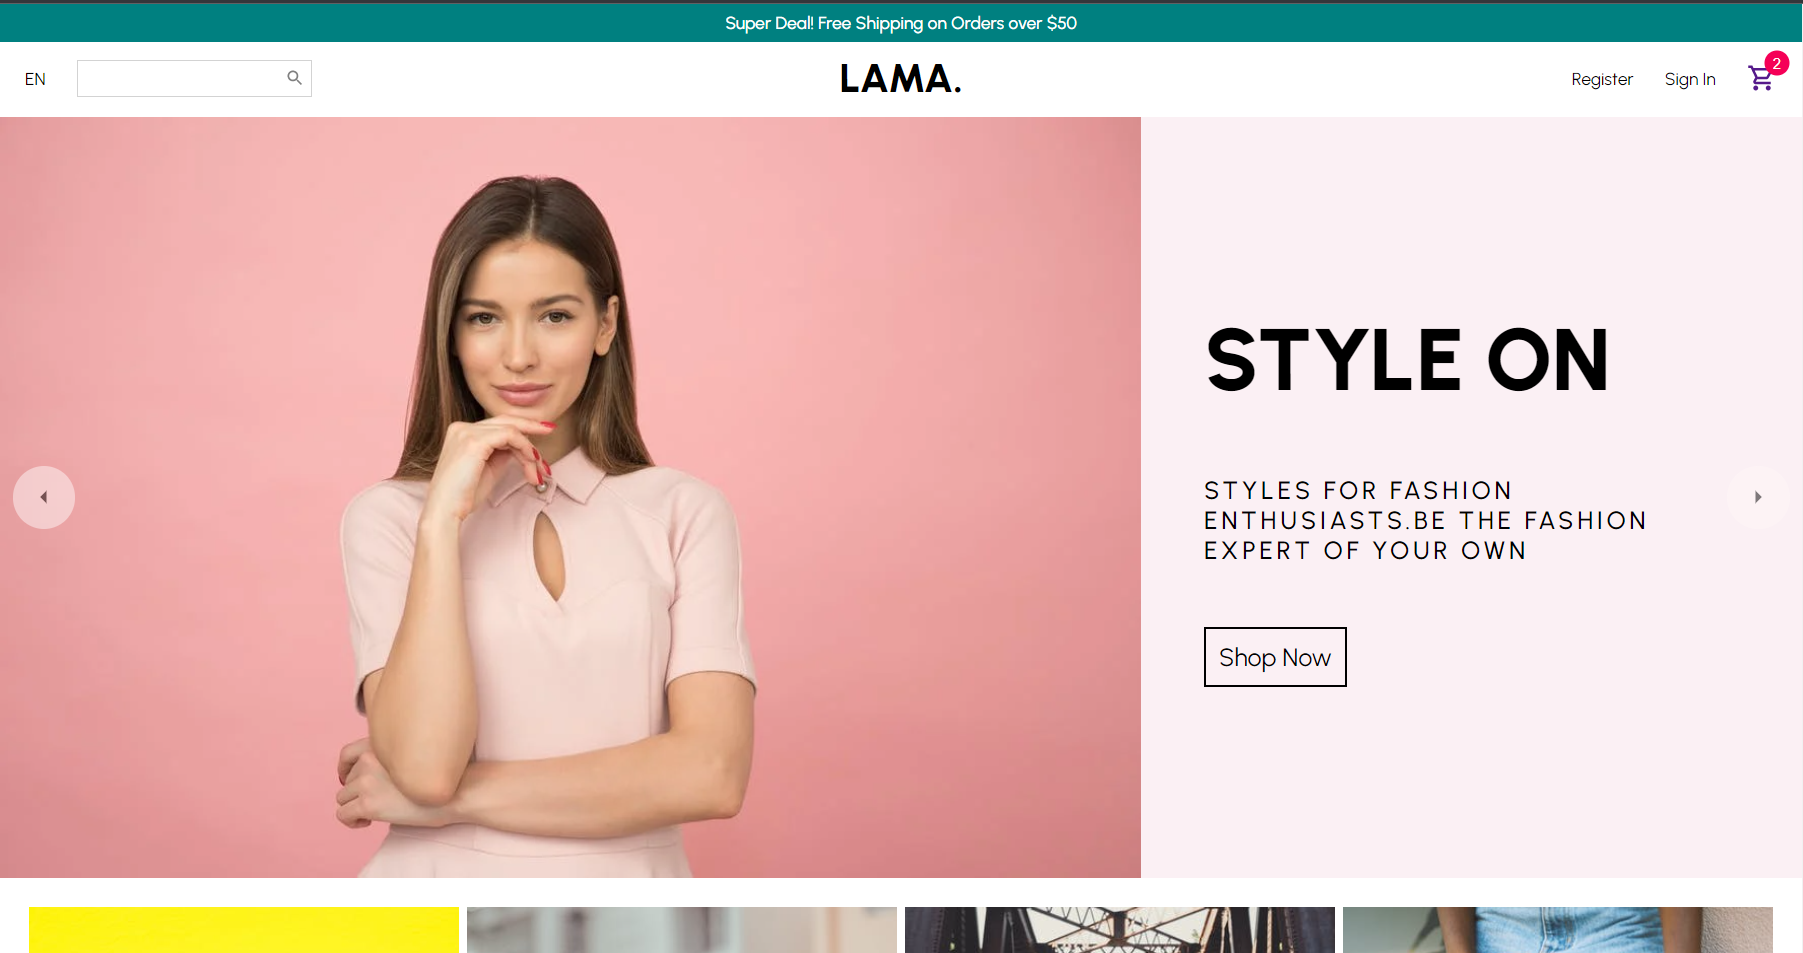 Super Deal! Free Shipping on Orders over $50
EN
LAMA.
Register
Sign In
2
STYLE ON
STYLES FOR FASHION
ENTHUSIASTS.BE THE FASHION
EXPERT OF YOUR OWN
Shop Now